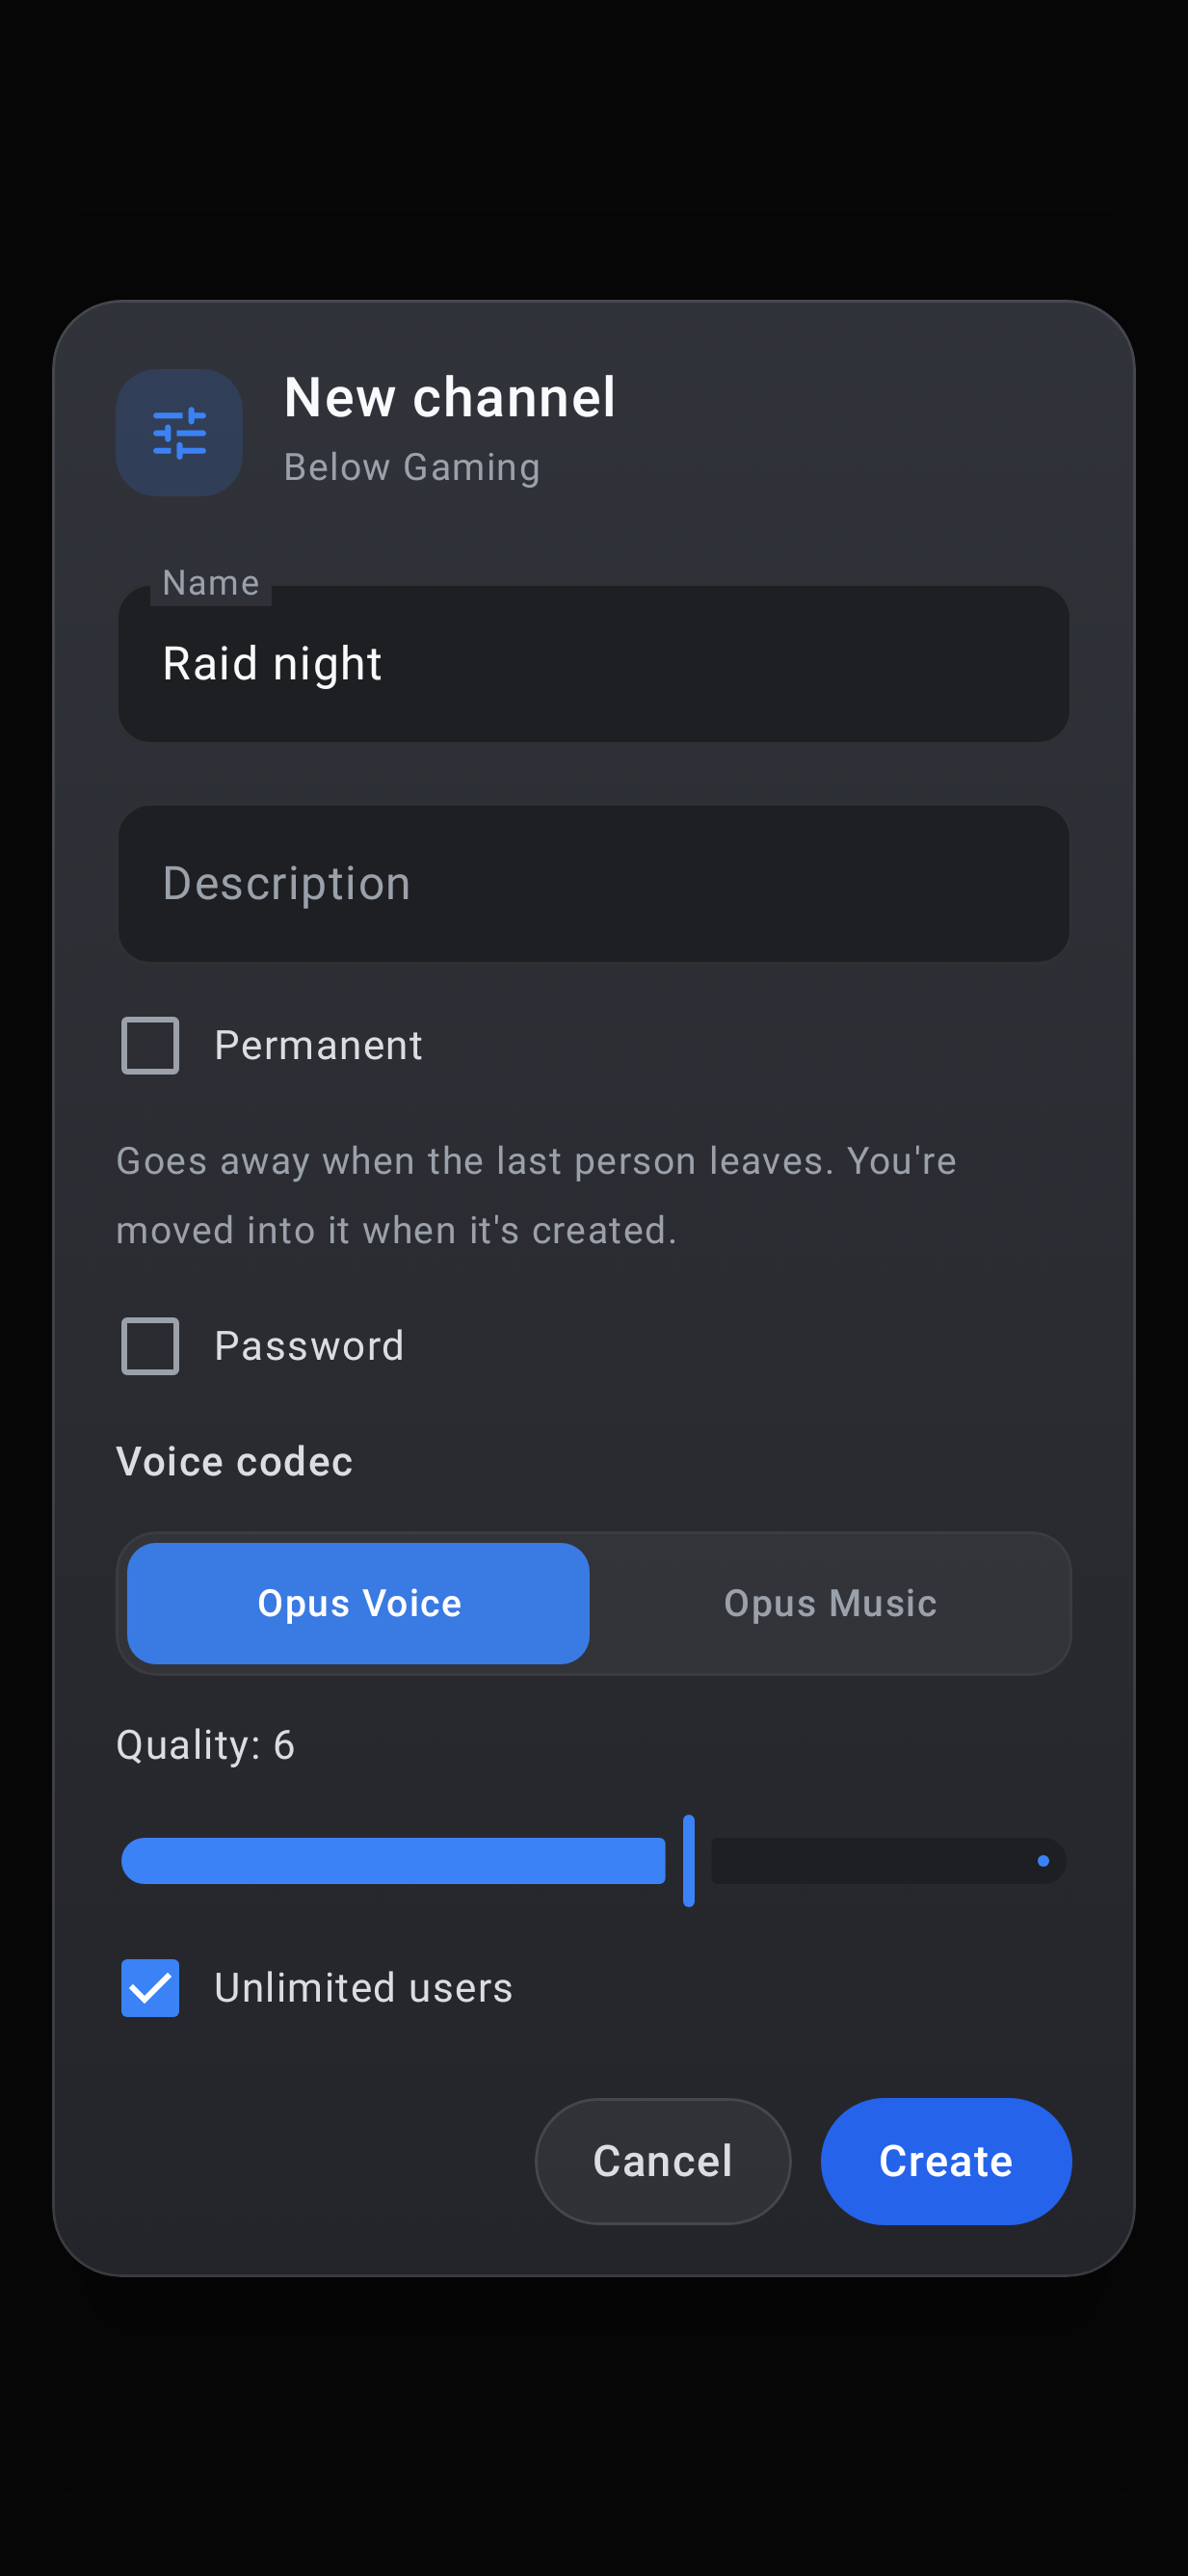 New channel
Below Gaming
Name
Raid night
Description
Permanent
Goes away when the last person leaves. You're
moved into it when it's created.
Password
Voice codec
Opus Voice
Opus Music
Quality: 6
Unlimited users
Cancel
Create